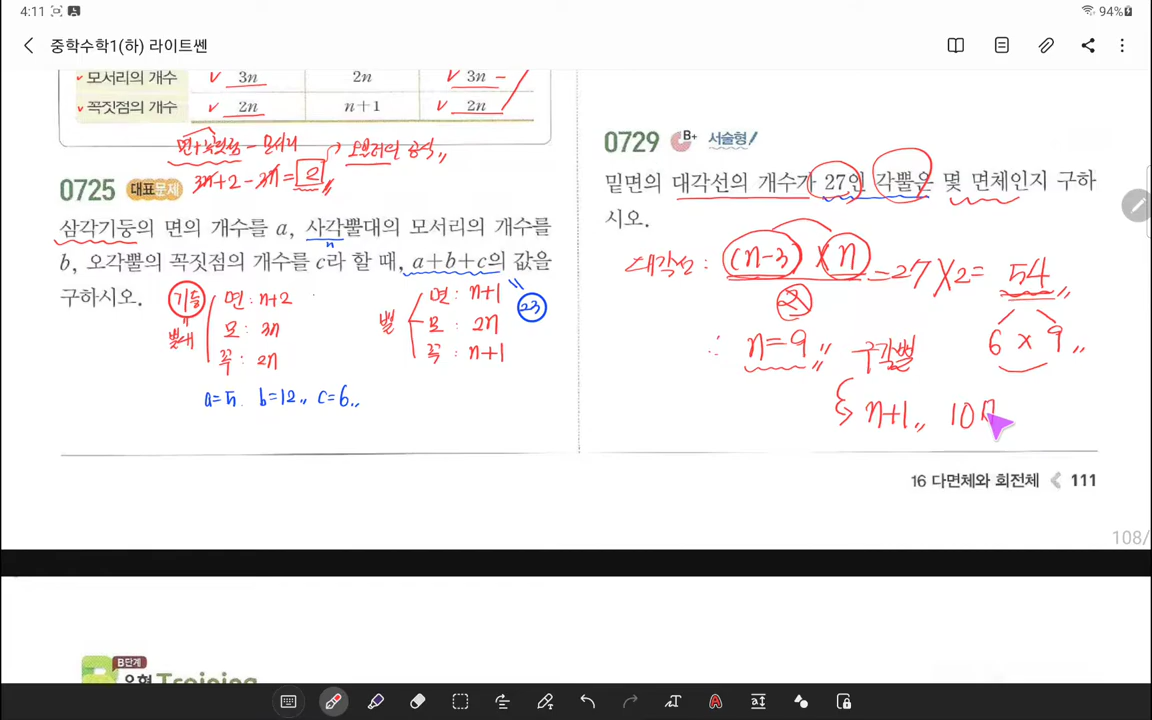 4:11
94%
중학수학1(하) 라이트쎈
모서리의 개수 3n 2n 3n
꼭짓점의 개수 2n n+1 2n
면+꼭짓점 - 모서리
3n+2-3n=2
오일러의 공식
0725 대표문제
삼각기둥의 면의 개수를 a, 사각뿔대의 모서리의 개수를
n
b, 오각뿔의 꼭짓점의 개수를 c라 할 때, a+b+c의 값을
구하시오.
23
기둥
뿔대
면 : n+2
모 : 3n
꼭 : 2n
뿔
면 : n+1
모 : 2n
꼭 : n+1
a=5. b=12,, c=6,,
0729 B+ 서술형!
밑면의 대각선의 개수가 27인 각뿔은 몇 면체인지 구하
시오.
대각선 : (n-3) × n = 27 × 2 = 54,,
2
6 × 9,,
∴ n=9,, 구각뿔
n+1,, 10
16 다면체와 회전체 111
108/
B단계
유형 Training